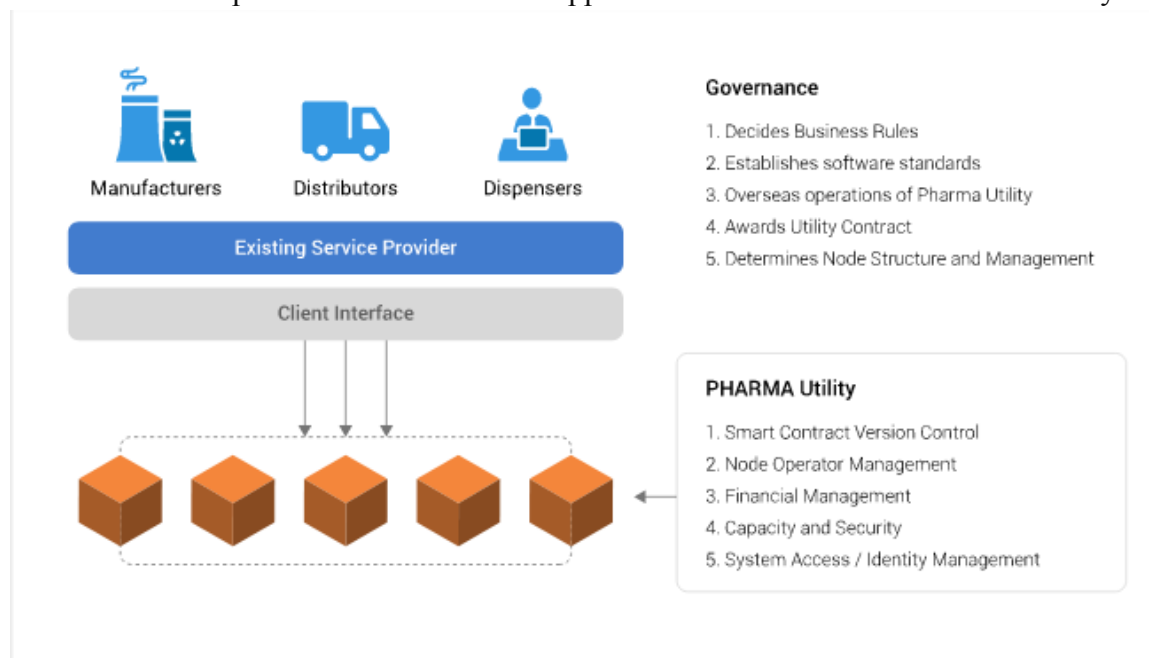 Manufacturers
Distributors
Dispensers
Existing Service Provider
Client Interface
Governance
1. Decides Business Rules
2. Establishes software standards
3. Overseas operations of Pharma Utility
4. Awards Utility Contract
5. Determines Node Structure and Management
PHARMA Utility
1. Smart Contract Version Control
2. Node Operator Management
3. Financial Management
4. Capacity and Security
5. System Access / Identity Management